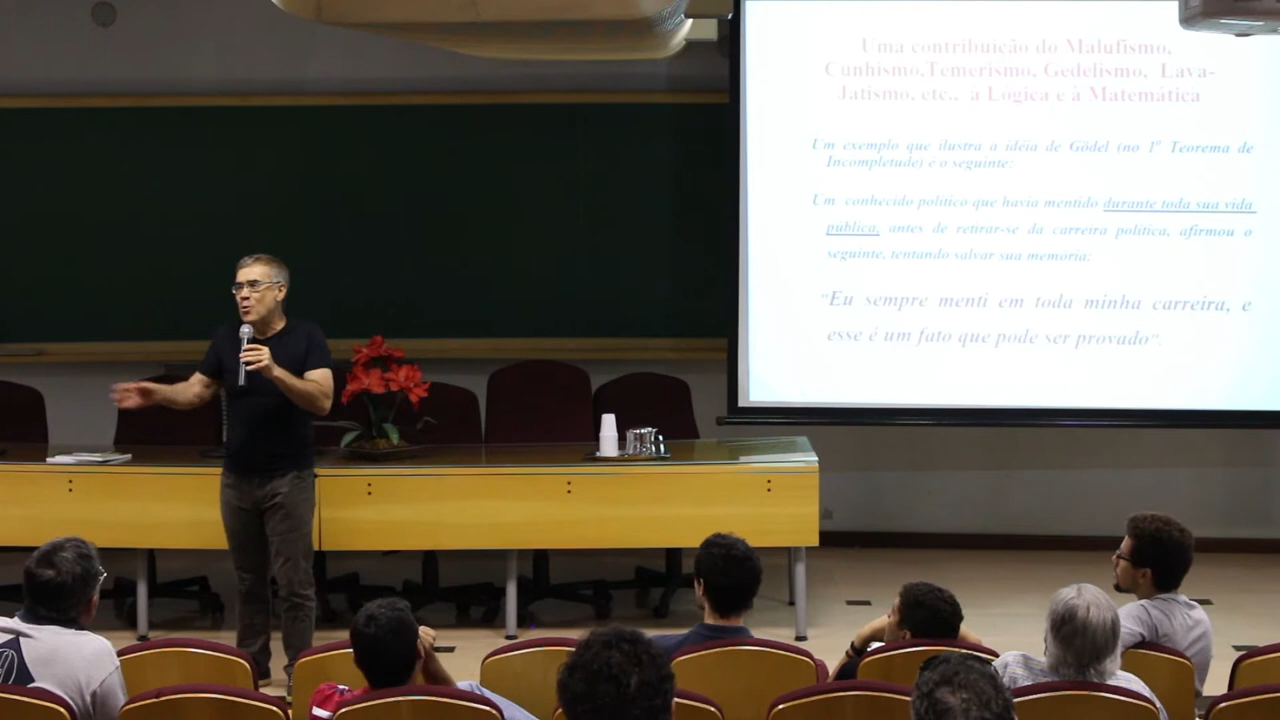 Uma contribuição do Malufismo,
Cunhismo,Temerismo, Gedelismo, Lava-
Jatismo, etc., à Lógica e à Matemática
Um exemplo que ilustra a idéia de Gödel (no 1º Teorema de
Incompletude) é o seguinte:
Um conhecido político que havia mentido durante toda sua vida
pública, antes de retirar-se da carreira política, afirmou o
seguinte, tentando salvar sua memória:
"Eu sempre menti em toda minha carreira, e
esse é um fato que pode ser provado".